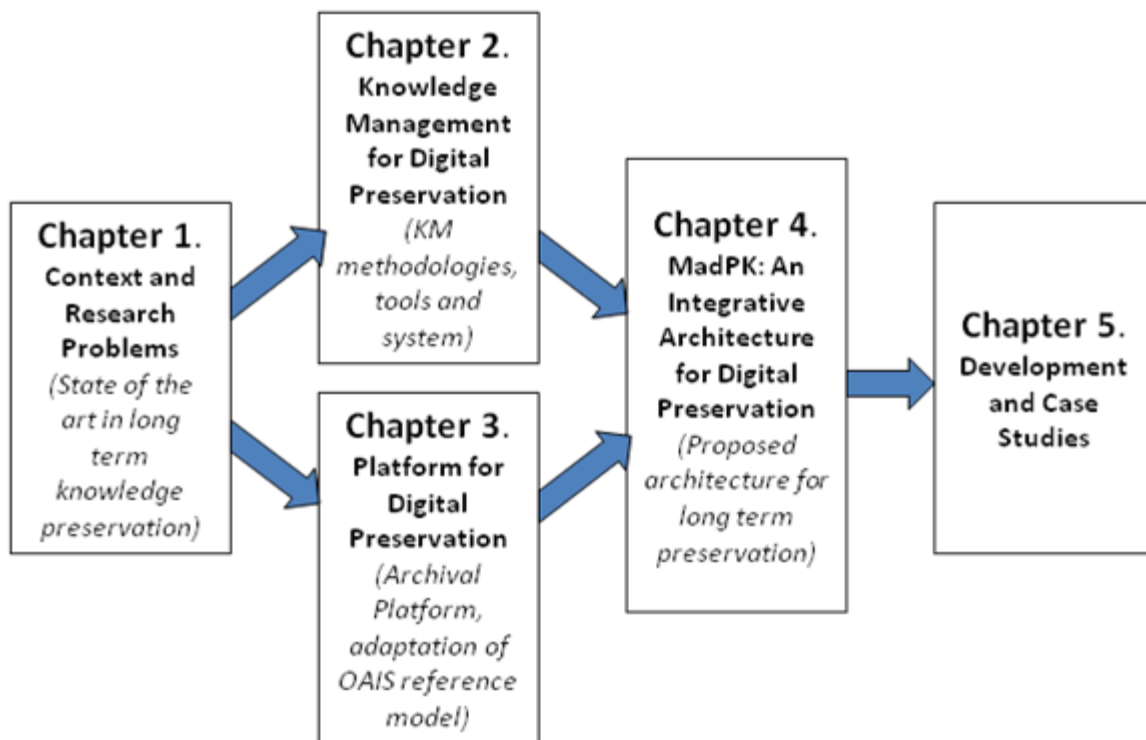 Chapter 1.
Context and
Research
Problems
(State of the
art in long
term
knowledge
preservation)
Chapter 2.
Knowledge
Management
for Digital
Preservation
(KM
methodologies,
tools and
system)
Chapter 3.
Platform for
Digital
Preservation
(Archival
Platform,
adaptation of
OAIS reference
model)
Chapter 4.
MadPK: An
Integrative
Architecture
for Digital
Preservation
(Proposed
architecture for
long term
preservation)
Chapter 5.
Development
and Case
Studies